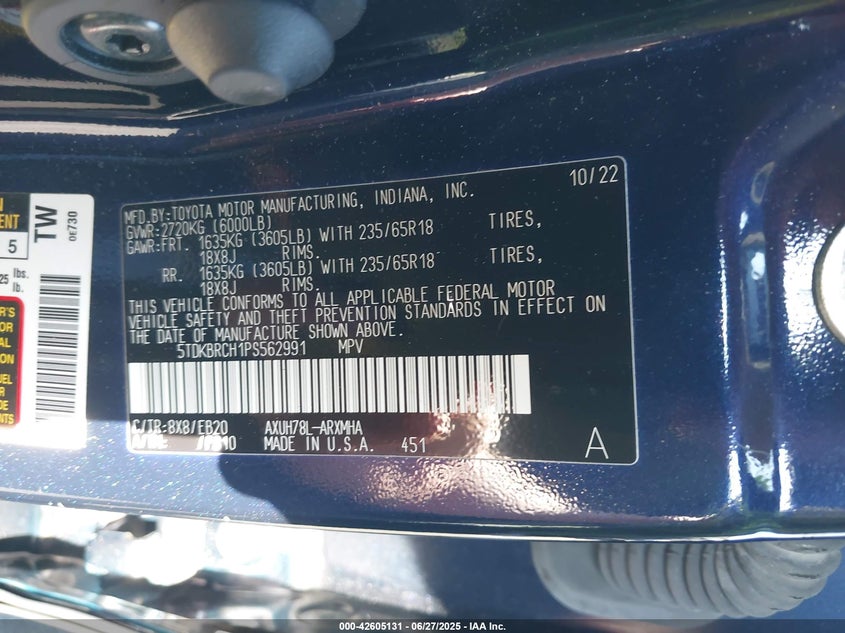 10/22
MFD.BY:TOYOTA MOTOR MANUFACTURING, INDIANA, INC.
GVWR:2720KG (6000LB)
GAWR:FRT. 1635KG (3605LB) WITH 235/65R18 TIRES,
18X8J RIMS.
RR. 1635KG (3605LB) WITH 235/65R18 TIRES,
18X8J RIMS.
THIS VEHICLE CONFORMS TO ALL APPLICABLE FEDERAL MOTOR
VEHICLE SAFETY AND THEFT PREVENTION STANDARDS IN EFFECT ON
THE DATE OF MANUFACTURE SHOWN ABOVE.
5TDKBRCH1PS562991 MPV
C/TR:8X8/EB20 AXUH78L-ARXMHA
MADE IN U.S.A. 451
A
TW
0E730
5
lbs.
lb.
000-42605131 - 06/27/2025 - IAA Inc.